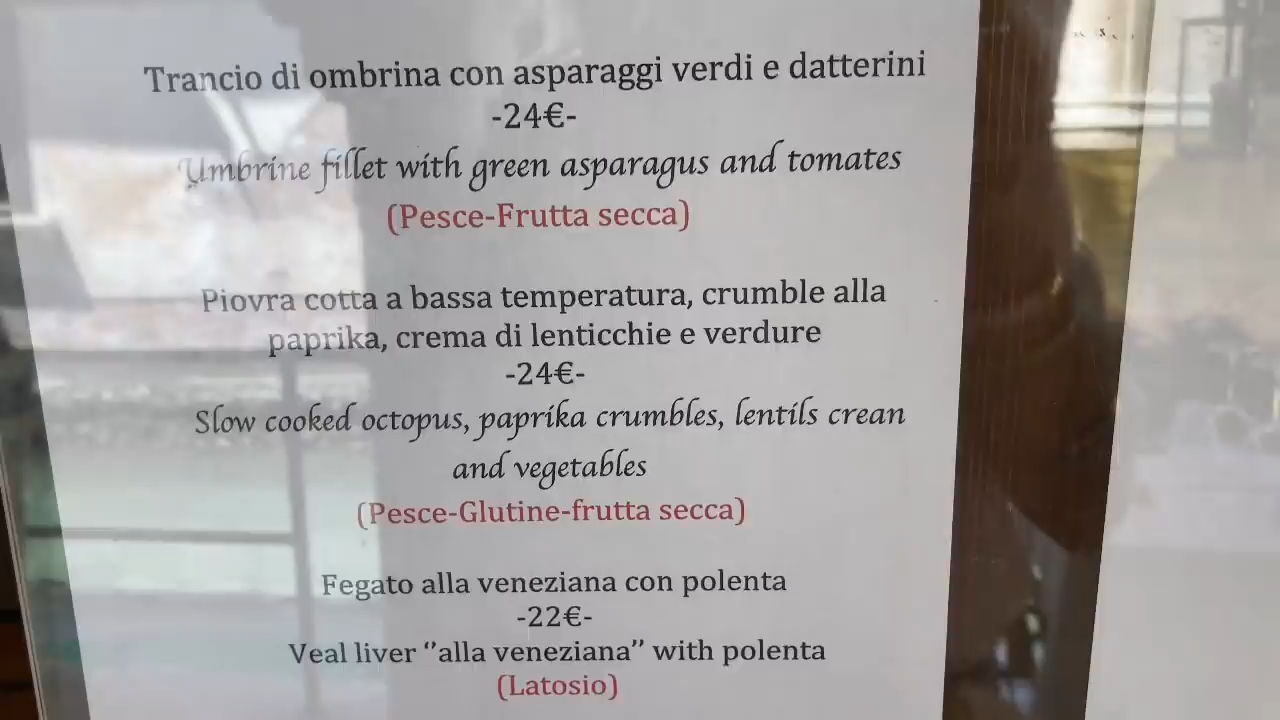 Trancio di ombrina con asparaggi verdi e datterini
-24€-
Umbrine fillet with green asparagus and tomates
(Pesce-Frutta secca)
Piovra cotta a bassa temperatura, crumble alla
paprika, crema di lenticchie e verdure
-24€-
Slow cooked octopus, paprika crumbles, lentils crean
and vegetables
(Pesce-Glutine-frutta secca)
Fegato alla veneziana con polenta
-22€-
Veal liver ‘’alla veneziana’’ with polenta
(Latosio)